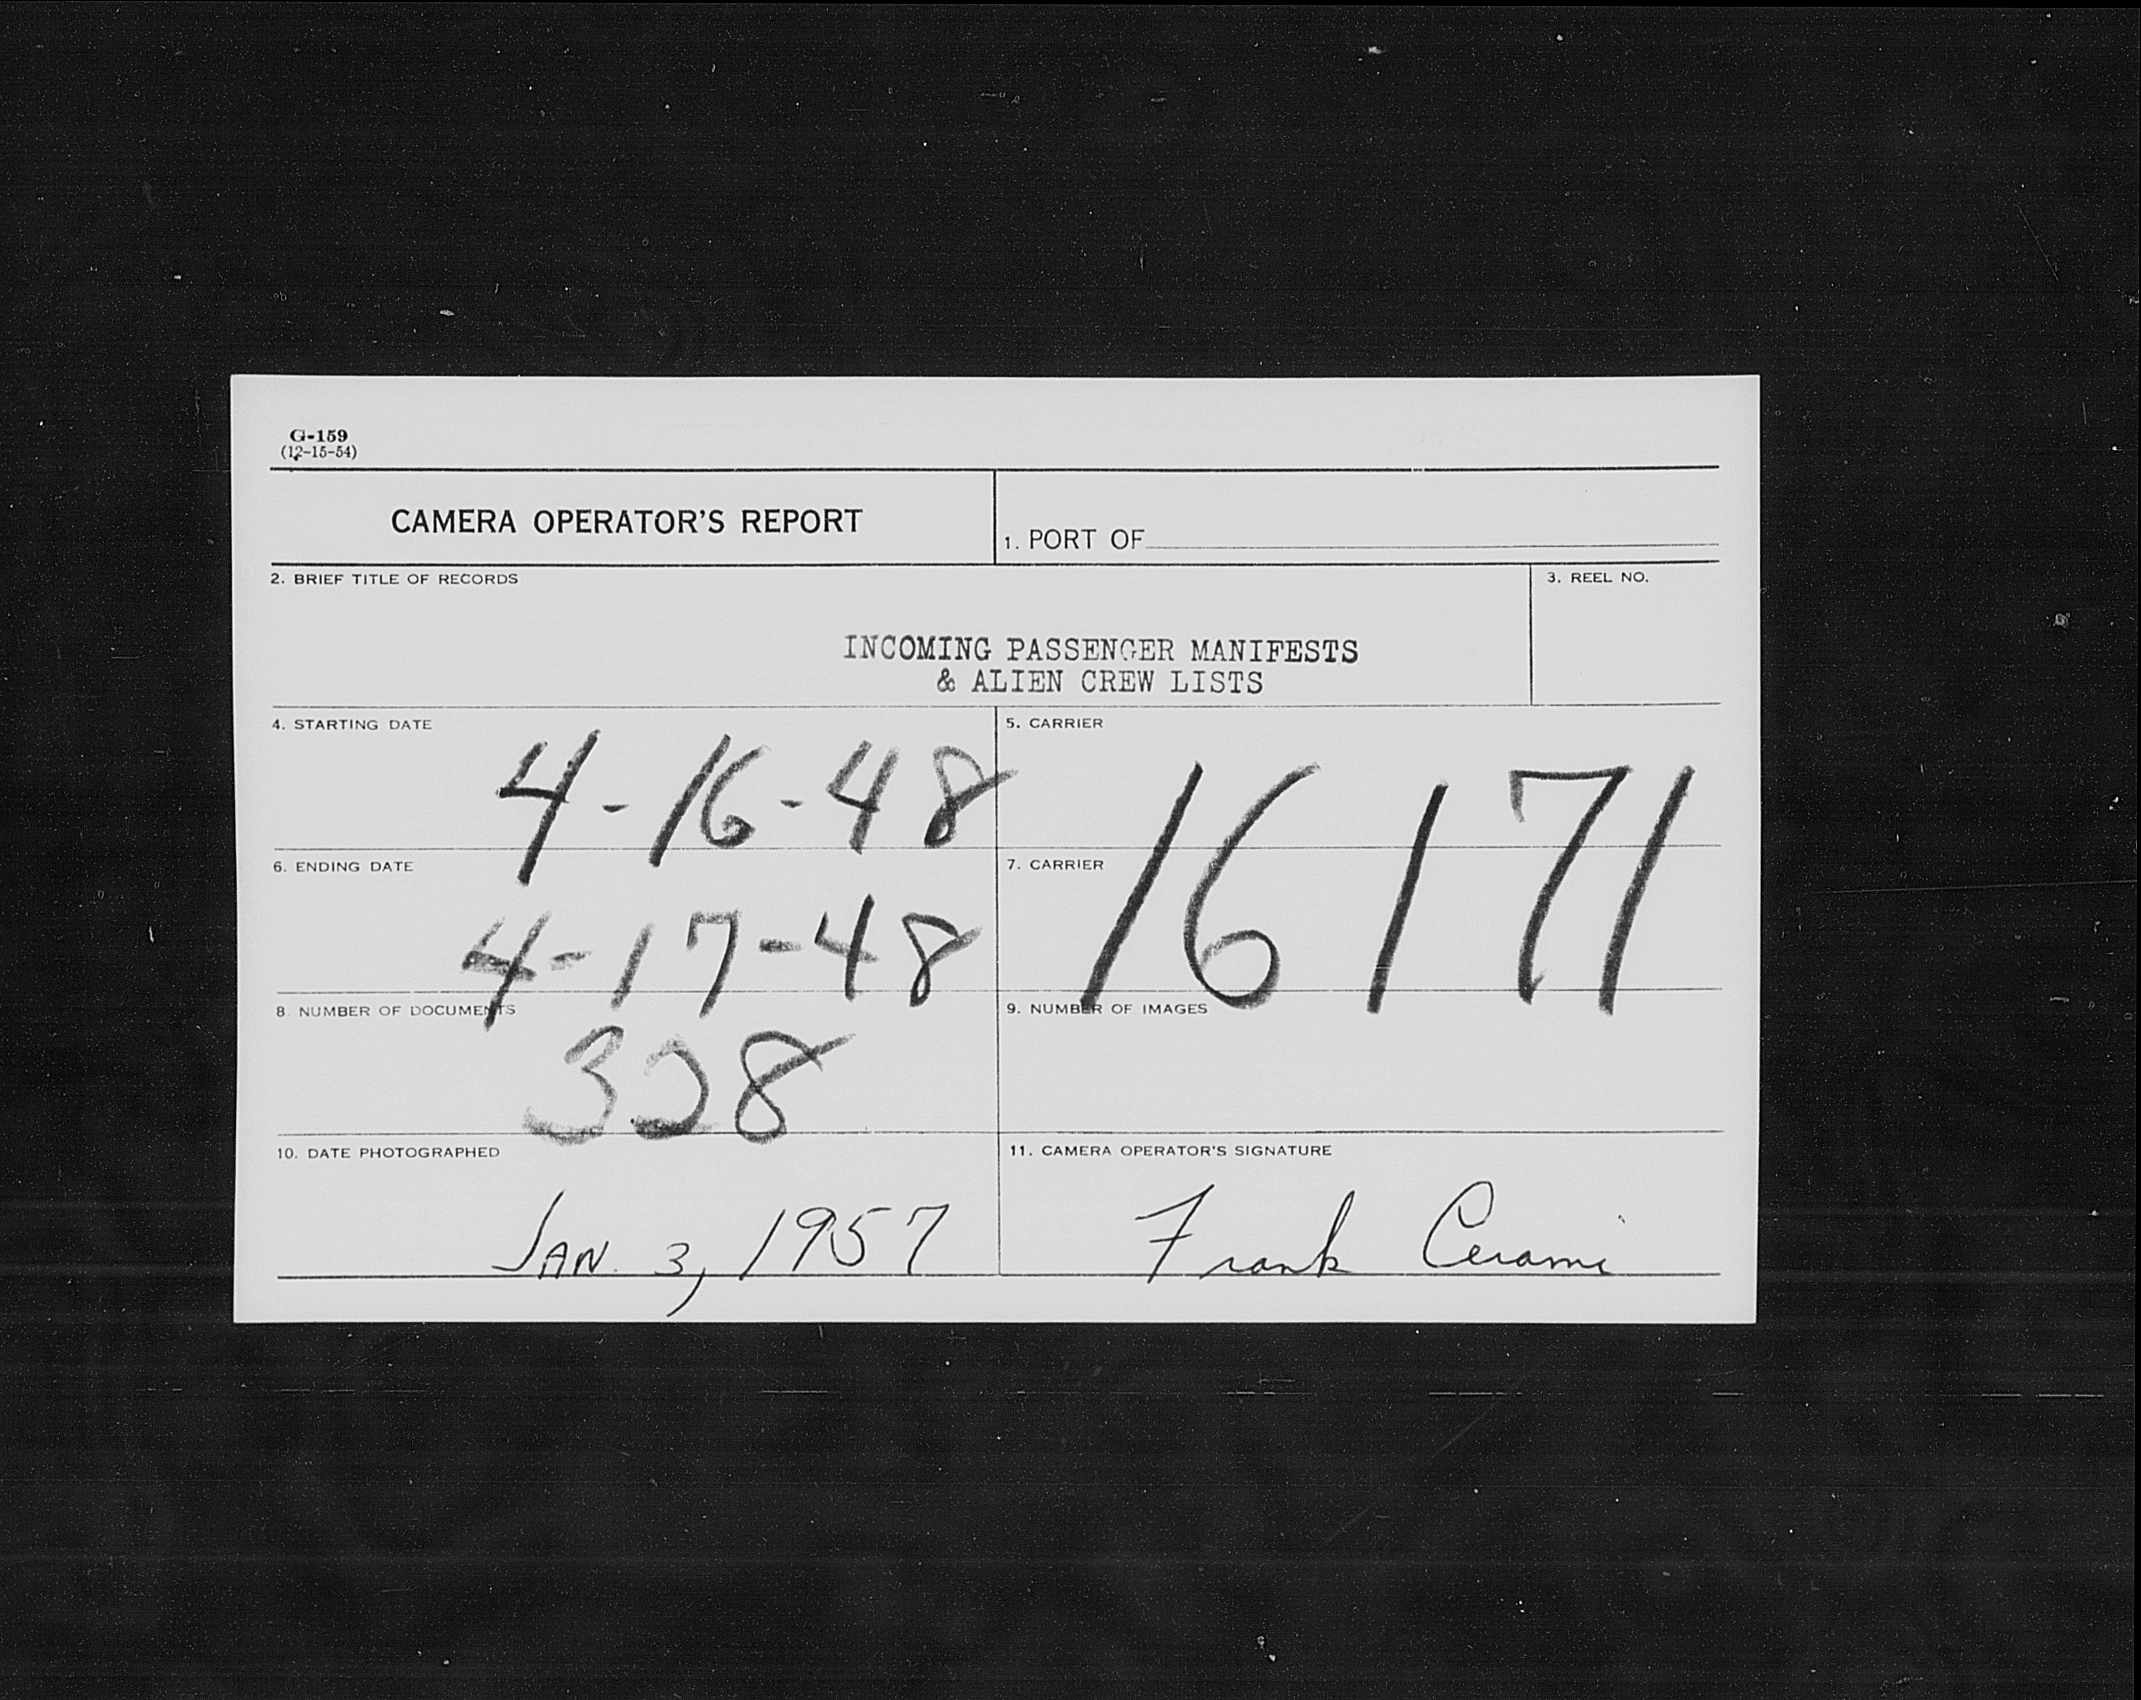 G-159
(12-15-54)
CAMERA OPERATOR'S REPORT
1. PORT OF
2. BRIEF TITLE OF RECORDS
3. REEL NO.
INCOMING PASSENGER MANIFESTS
& ALIEN CREW LISTS
4. STARTING DATE
4-16-48
5. CARRIER
16171
6. ENDING DATE
4-17-48
7. CARRIER
8. NUMBER OF DOCUMENTS
328
9. NUMBER OF IMAGES
10. DATE PHOTOGRAPHED
JAN. 3, 1957
11. CAMERA OPERATOR'S SIGNATURE
Frank Cerami